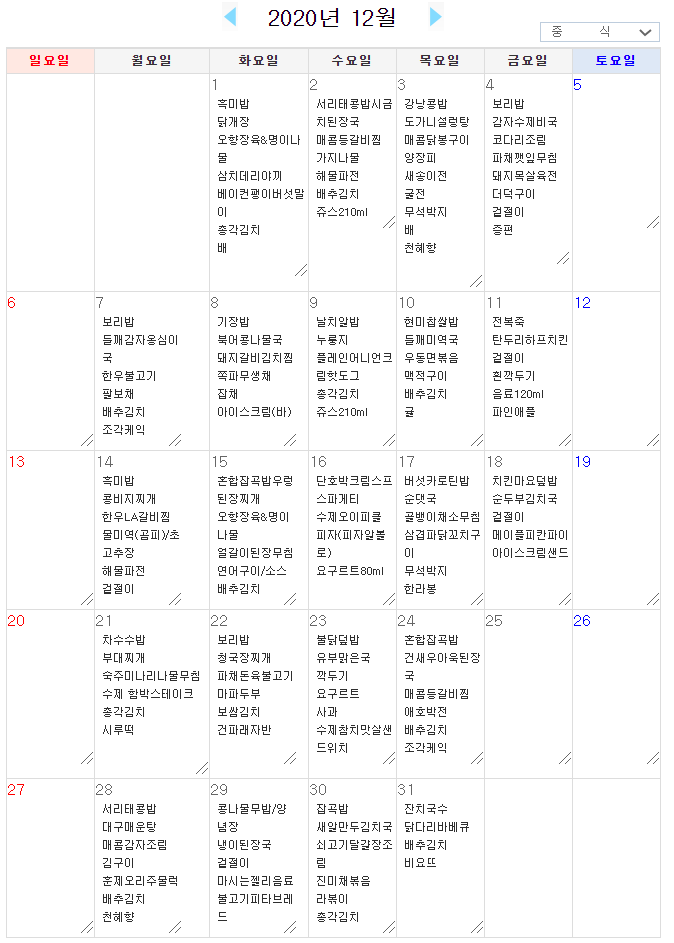 2020년 12월
중 식
일요일 월요일 화요일 수요일 목요일 금요일 토요일
1
흑미밥
닭개장
오향장육&명이나
물
삼치데리야끼
베이컨팽이버섯말
이
총각김치
배
2
서리태콩밥시금
치된장국
매콤등갈비찜
가지나물
해물파전
배추김치
쥬스210ml
3
강낭콩밥
도가니설렁탕
매콤닭봉구이
양장피
새송이전
굴전
무석박지
배
천혜향
4
보리밥
감자수제비국
코다리조림
파채깻잎무침
돼지목살육전
더덕구이
겉절이
증편
5
6
7
보리밥
들깨감자옹심이
국
한우불고기
팔보채
배추김치
조각케익
8
기장밥
북어콩나물국
돼지갈비김치찜
쪽파무생채
잡채
아이스크림(바)
9
날치알밥
누룽지
플레인어니언크
림핫도그
총각김치
쥬스210ml
10
현미찹쌀밥
들깨미역국
우동면볶음
맥적구이
배추김치
귤
11
전복죽
탄두리하프치킨
겉절이
흰깍두기
음료120ml
파인애플
12
13
14
흑미밥
콩비지찌개
한우LA갈비찜
물미역(곰피)/초
고추장
해물파전
겉절이
15
혼합잡곡밥우렁
된장찌개
오향장육&명이
나물
얼갈이된장무침
연어구이/소스
배추김치
16
단호박크림스프
스파게티
수제오이피클
피자(피자알볼
로)
요구르트80ml
17
버섯카로틴밥
순댓국
골뱅이채소무침
삼겹파닭꼬치구
이
무석박지
한라봉
18
치킨마요덮밥
순두부김치국
겉절이
메이플피칸파이
아이스크림샌드
19
20
21
차수수밥
부대찌개
숙주미나리나물무침
수제 함박스테이크
총각김치
시루떡
22
보리밥
청국장찌개
파채돈육불고기
마파두부
보쌈김치
건파래자반
23
불닭덮밥
유부맑은국
깍두기
요구르트
사과
수제참치맛살샌
드위치
24
혼합잡곡밥
건새우아욱된장
국
매콤등갈비찜
애호박전
배추김치
조각케익
25
26
27
28
서리태콩밥
대구매운탕
매콤감자조림
김구이
훈제오리주물럭
배추김치
천혜향
29
콩나물무밥/양
념장
냉이된장국
겉절이
마시는젤리음료
불고기피타브레
드
30
잡곡밥
새알만두김치국
쇠고기달걀장조
림
진미채볶음
라볶이
총각김치
31
잔치국수
닭다리바베큐
배추김치
비요뜨